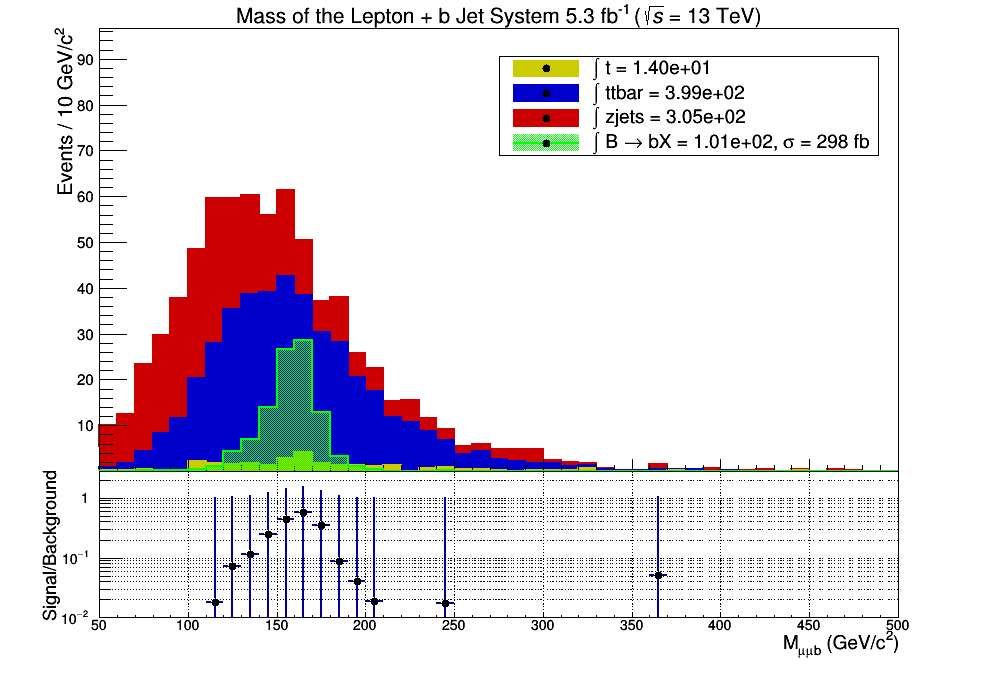 Mass of the Lepton + b Jet System 5.3 fb⁻¹ (√s = 13 TeV)
Events / 10 GeV/c²
90
80
70
60
50
40
30
20
10
∫ t = 1.40e+01
∫ ttbar = 3.99e+02
∫ zjets = 3.05e+02
∫ B → bX = 1.01e+02, σ = 298 fb
Signal/Background
1
10⁻¹
10⁻²
50 100 150 200 250 300 350 400 450 500
M_μμb (GeV/c²)